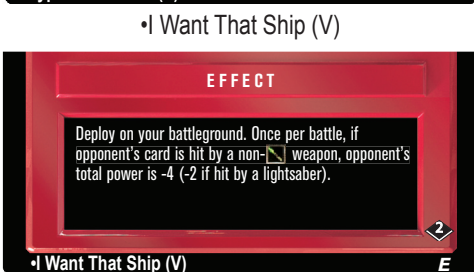 •I Want That Ship (V)
EFFECT
Deploy on your battleground. Once per battle, if
opponent's card is hit by a non- weapon, opponent's
total power is -4 (-2 if hit by a lightsaber).
2
•I Want That Ship (V)
E